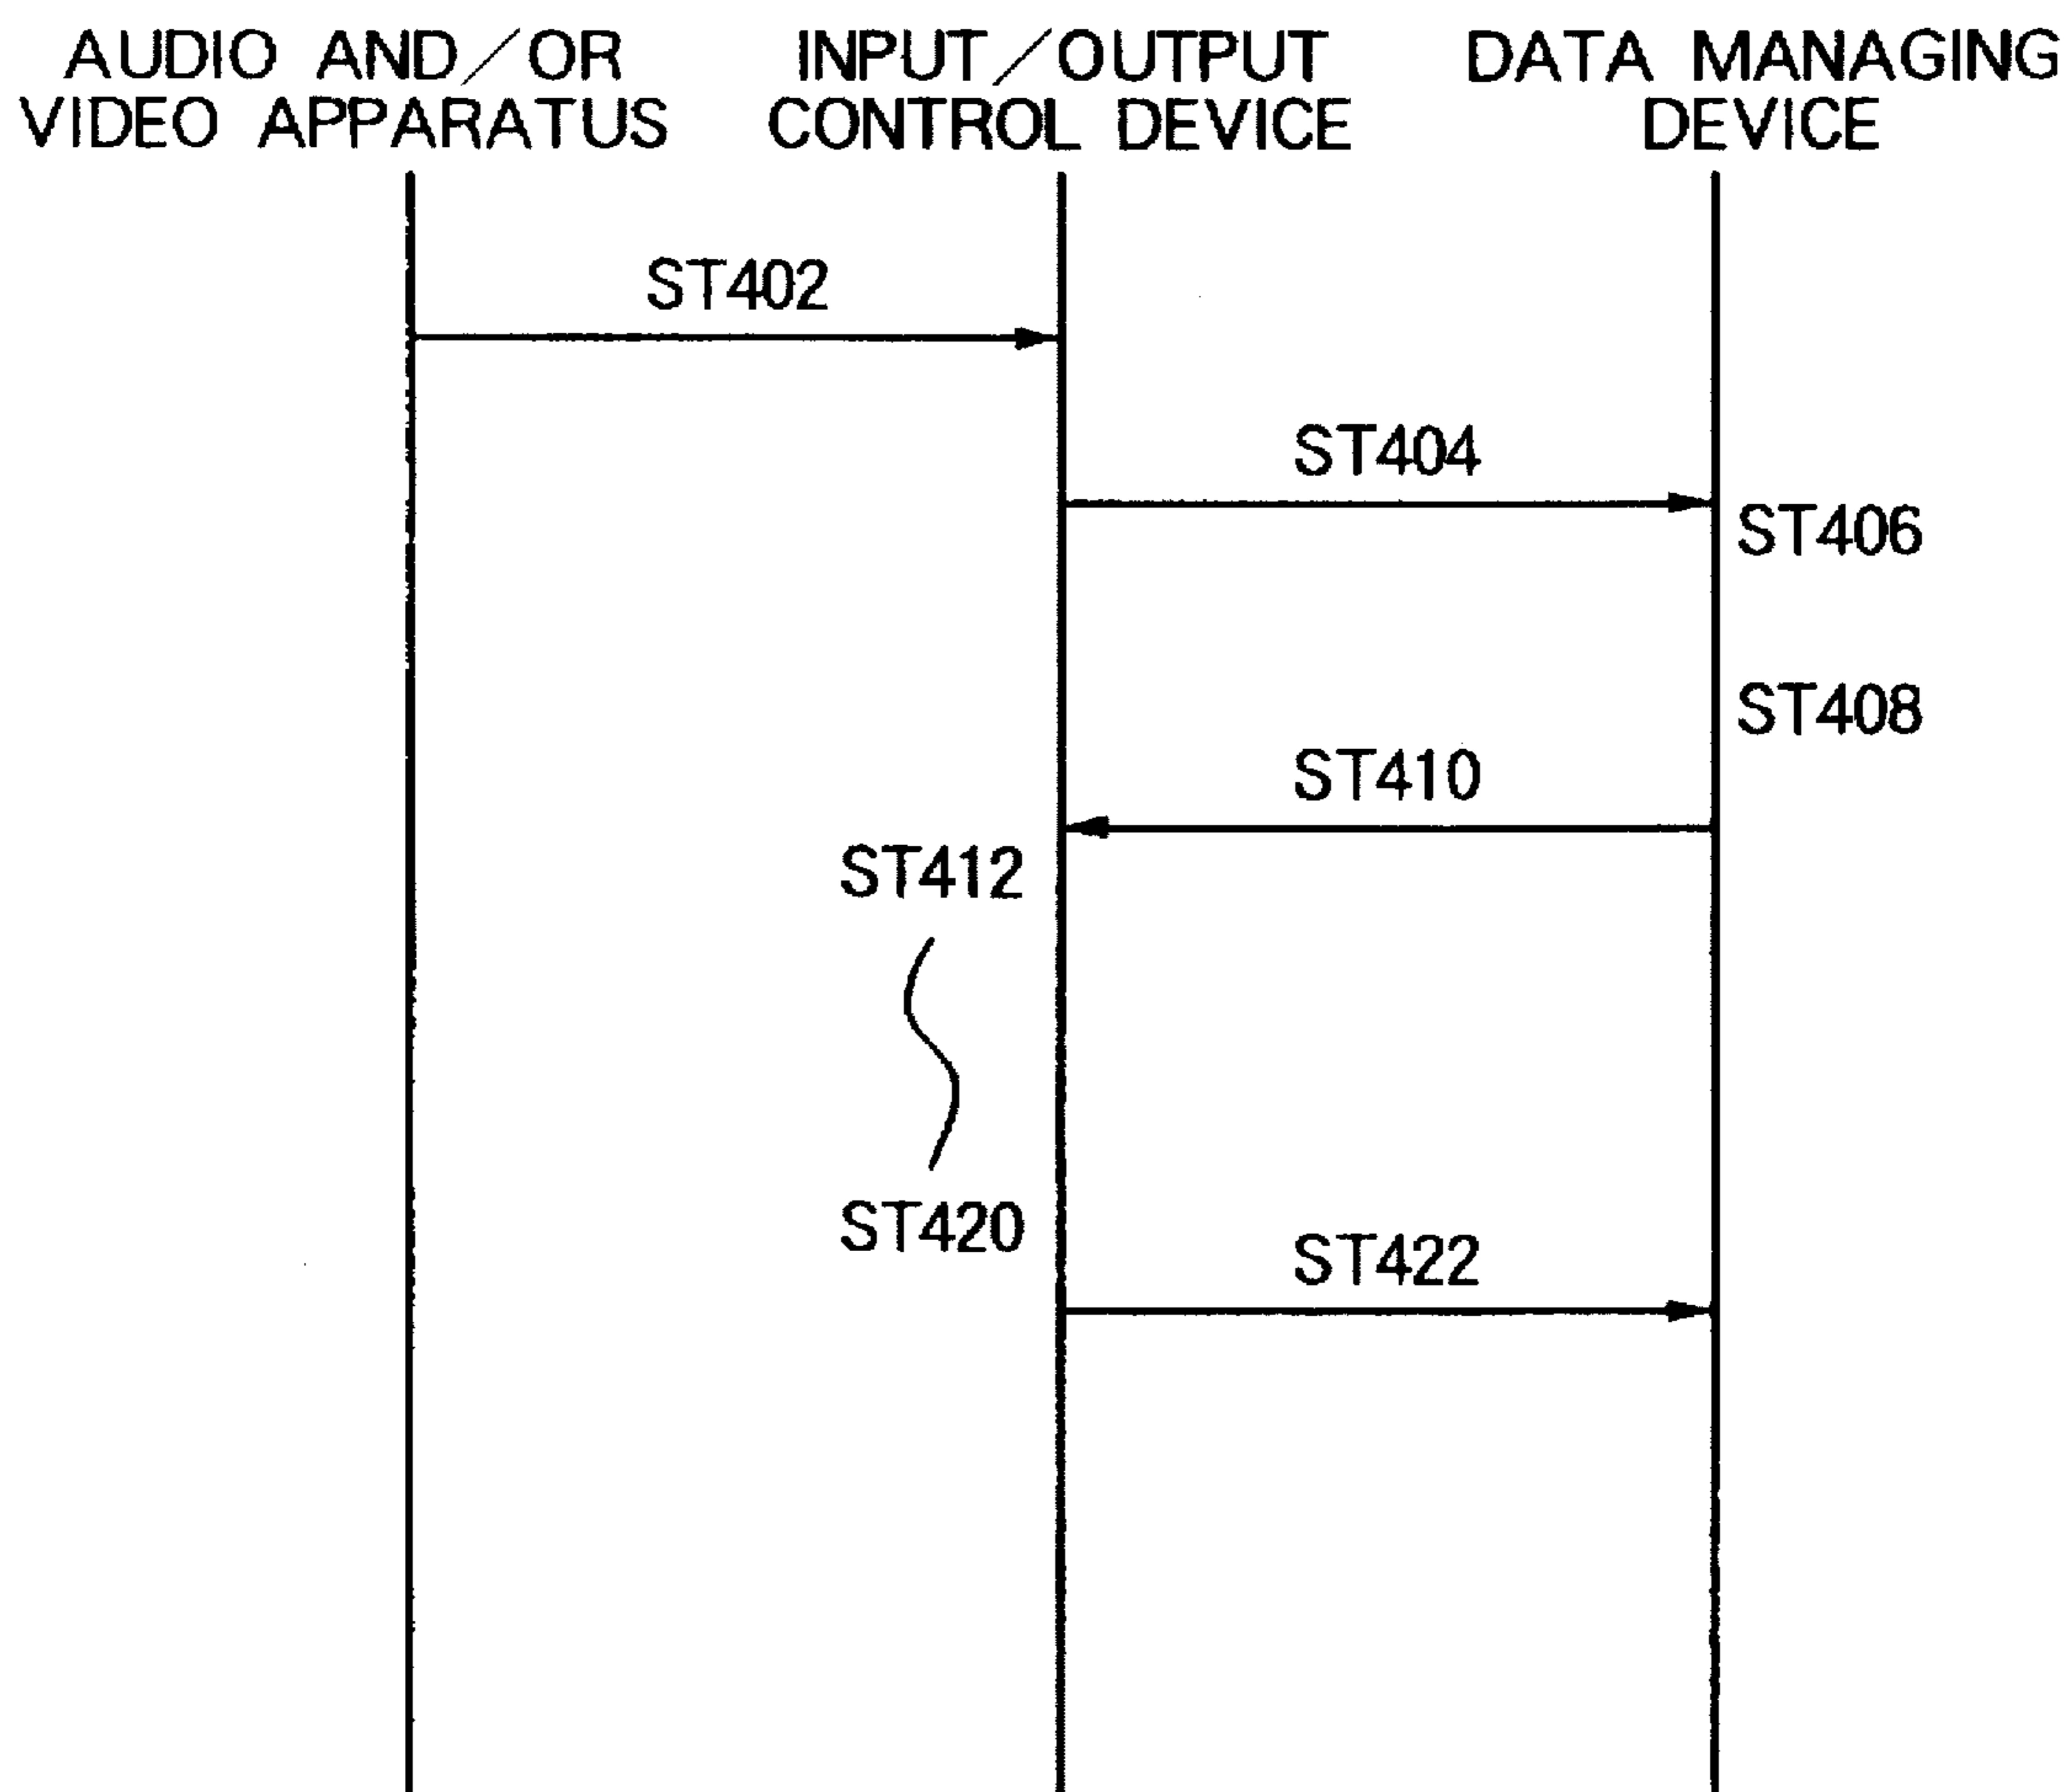 AUDIO AND/OR
VIDEO APPARATUS
INPUT/OUTPUT
CONTROL DEVICE
DATA MANAGING
DEVICE
ST402
ST404
ST406
ST408
ST410
ST412
ST420
ST422